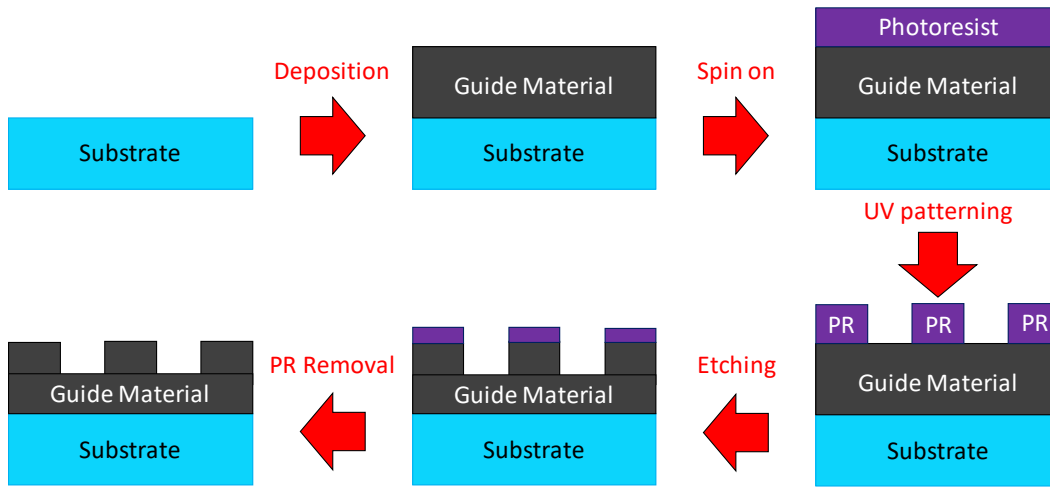 Photoresist
Deposition
Guide Material
Spin on
Guide Material
Substrate
Substrate
Substrate
UV patterning
PR
PR
PR
PR Removal
Etching
Guide Material
Guide Material
Guide Material
Substrate
Substrate
Substrate